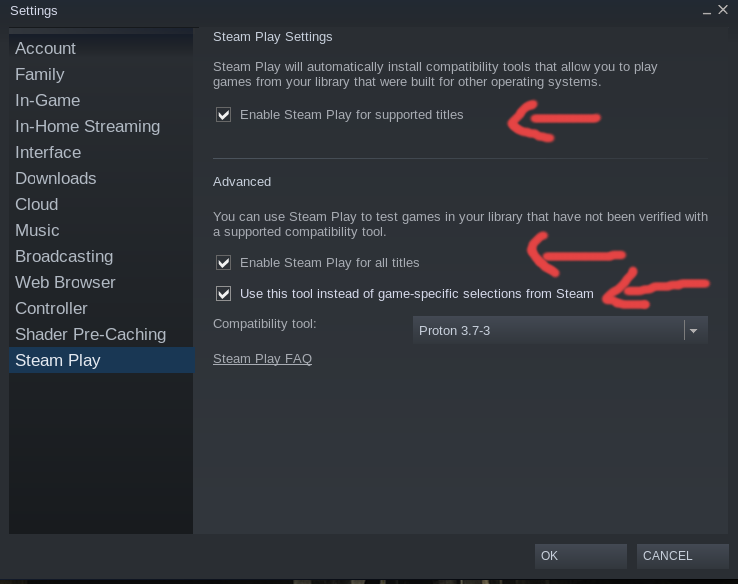 Settings
Account
Family
In-Game
In-Home Streaming
Interface
Downloads
Cloud
Music
Broadcasting
Web Browser
Controller
Shader Pre-Caching
Steam Play
Steam Play Settings
Steam Play will automatically install compatibility tools that allow you to play
games from your library that were built for other operating systems.
Enable Steam Play for supported titles
Advanced
You can use Steam Play to test games in your library that have not been verified with
a supported compatibility tool.
Enable Steam Play for all titles
Use this tool instead of game-specific selections from Steam
Compatibility tool:
Proton 3.7-3
Steam Play FAQ
OK
CANCEL